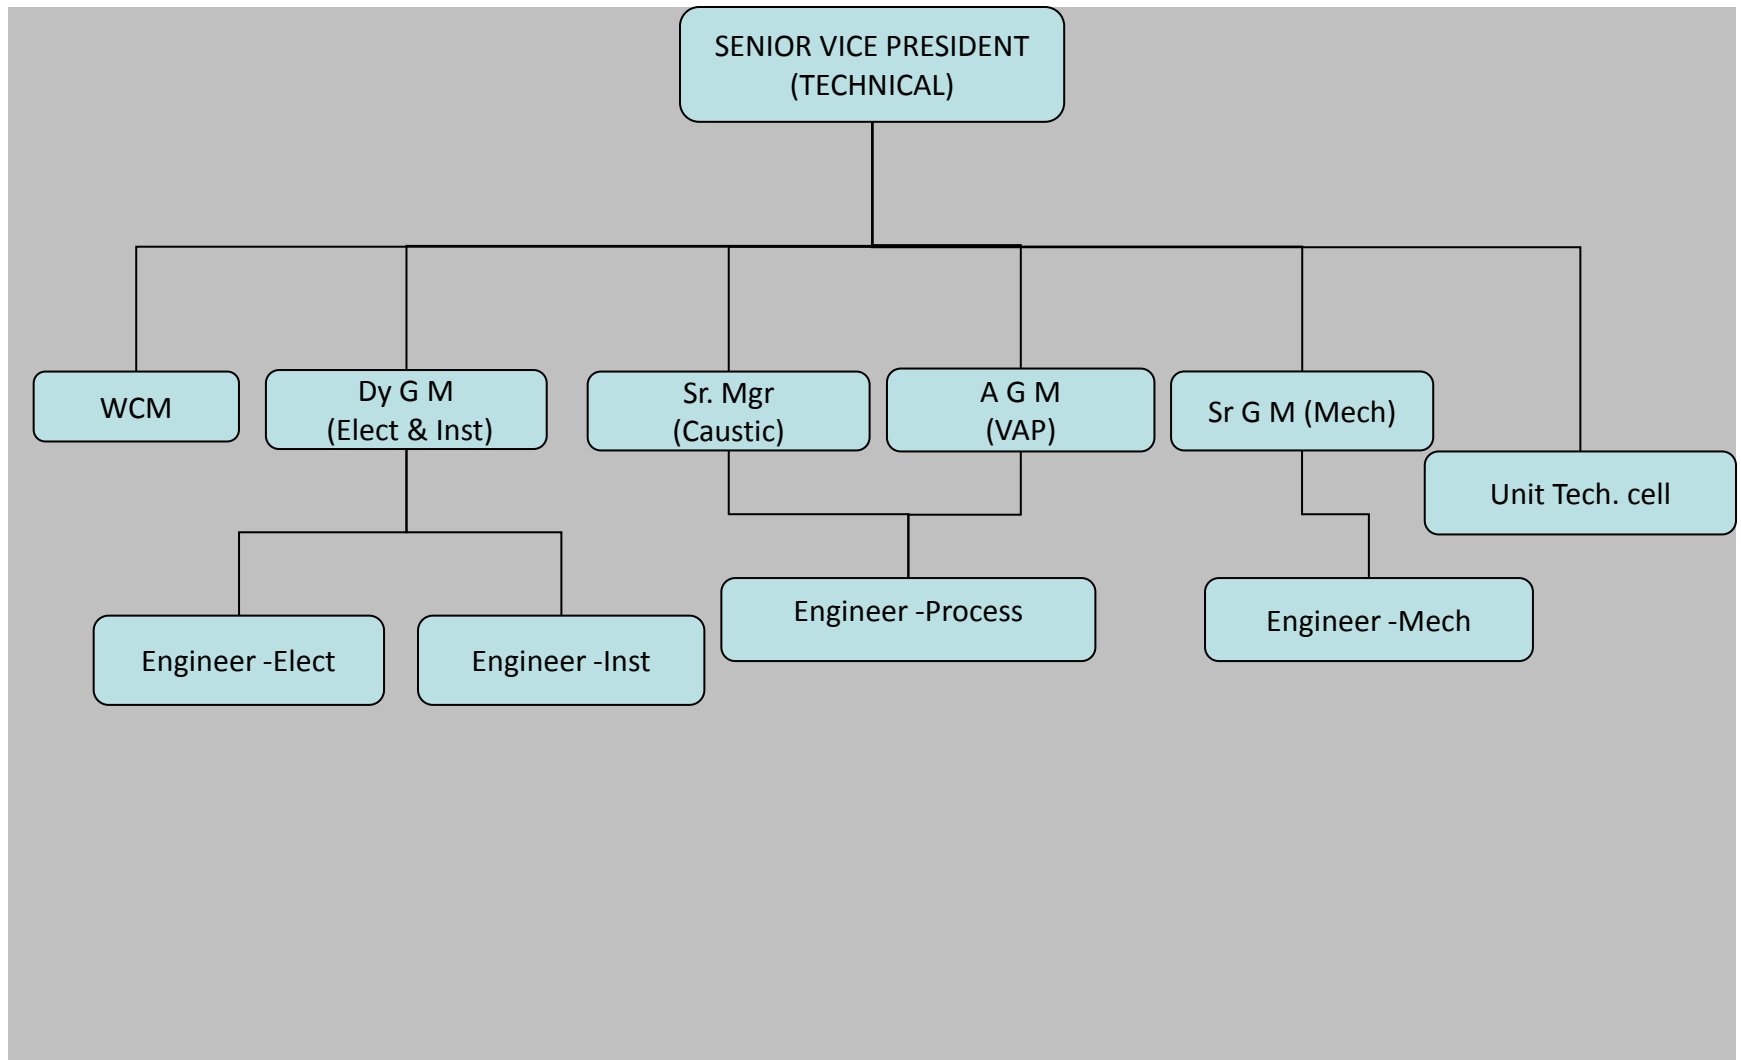 SENIOR VICE PRESIDENT
(TECHNICAL)
WCM
Dy G M
(Elect & Inst)
Sr. Mgr
(Caustic)
A G M
(VAP)
Sr G M (Mech)
Unit Tech. cell
Engineer -Elect
Engineer -Inst
Engineer -Process
Engineer -Mech